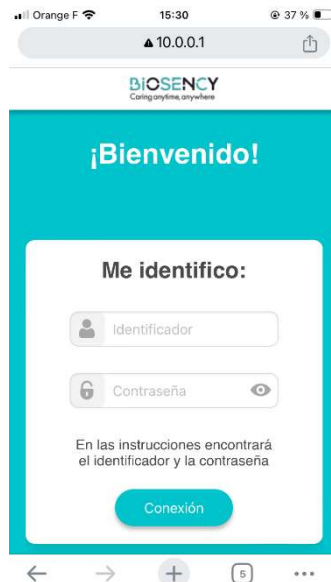 Orange F 15:30 37 %
10.0.0.1
BiOSENCY
Caring anytime, anywhere
¡Bienvenido!
Me identifico:
Identificador
Contraseña
En las instrucciones encontrará
el identificador y la contraseña
Conexión
5